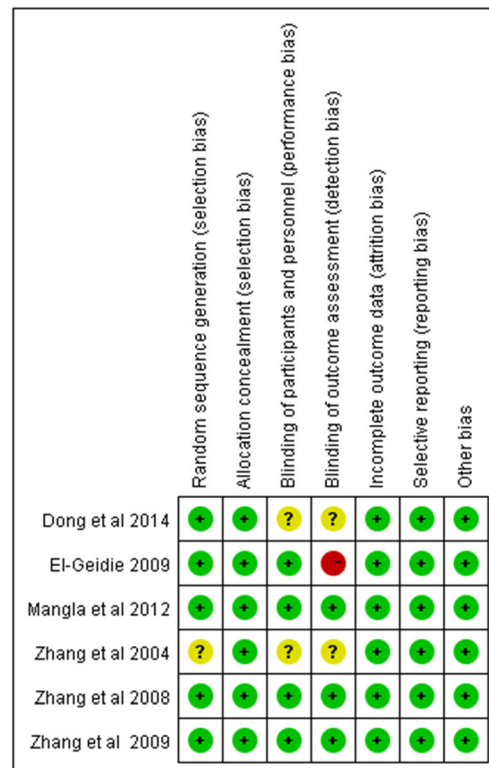 Random sequence generation (selection bias)
Allocation concealment (selection bias)
Blinding of participants and personnel (performance bias)
Blinding of outcome assessment (detection bias)
Incomplete outcome data (attrition bias)
Selective reporting (reporting bias)
Other bias
Dong et al 2014 + + ? ? + + +
El-Geidie 2009 + + + - + + +
Mangla et al 2012 + + + + + + +
Zhang et al 2004 ? + ? ? + + +
Zhang et al 2008 + + + + + + +
Zhang et al 2009 + + + + + + +